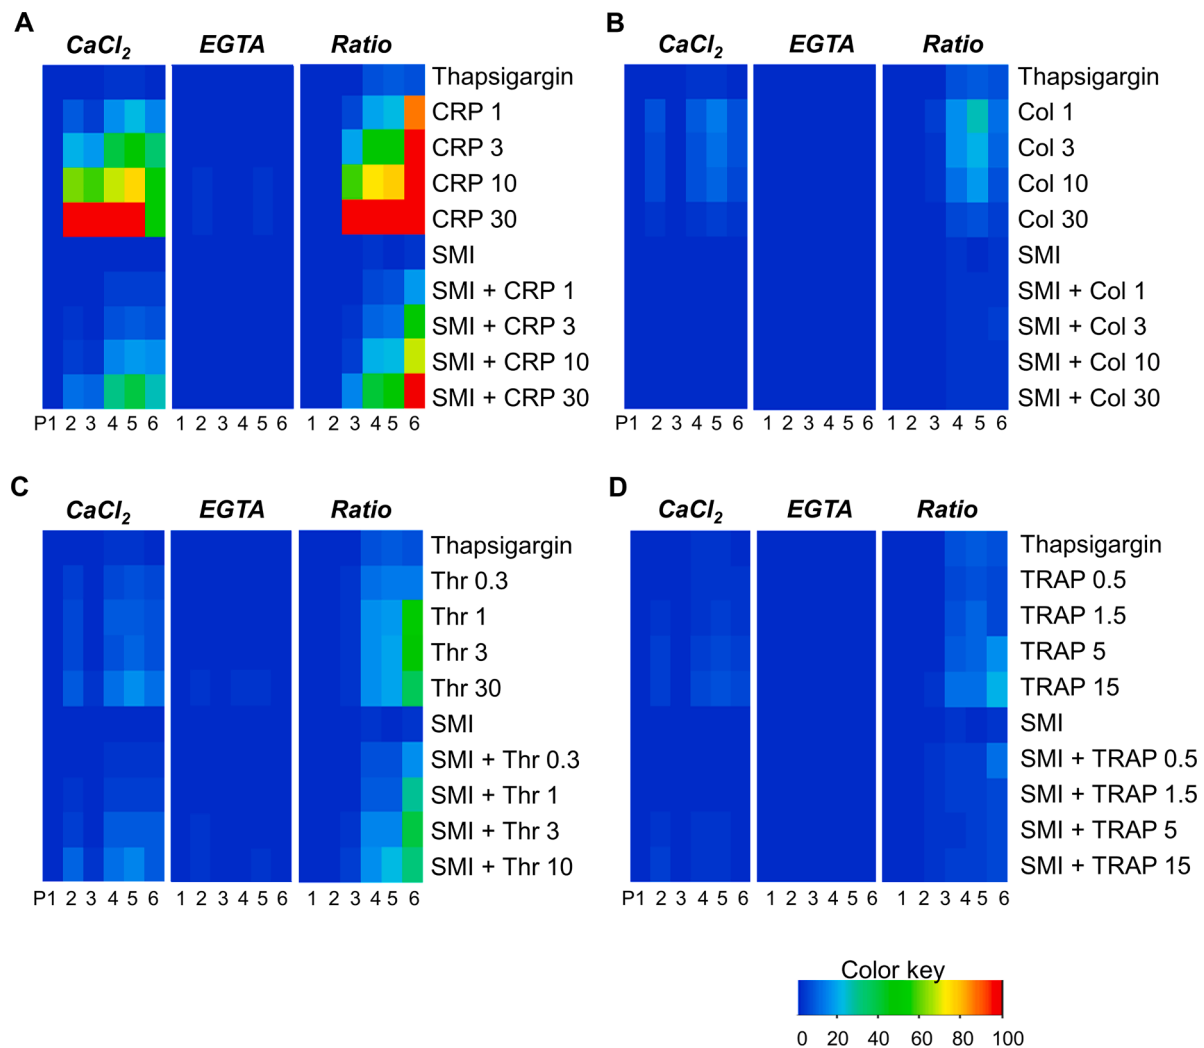 A
CaCl2 EGTA Ratio
Thapsigargin
CRP 1
CRP 3
CRP 10
CRP 30
SMI
SMI + CRP 1
SMI + CRP 3
SMI + CRP 10
SMI + CRP 30
P1 2 3 4 5 6 1 2 3 4 5 6 1 2 3 4 5 6
B
CaCl2 EGTA Ratio
Thapsigargin
Col 1
Col 3
Col 10
Col 30
SMI
SMI + Col 1
SMI + Col 3
SMI + Col 10
SMI + Col 30
P1 2 3 4 5 6 1 2 3 4 5 6 1 2 3 4 5 6
C
CaCl2 EGTA Ratio
Thapsigargin
Thr 0.3
Thr 1
Thr 3
Thr 30
SMI
SMI + Thr 0.3
SMI + Thr 1
SMI + Thr 3
SMI + Thr 10
P1 2 3 4 5 6 1 2 3 4 5 6 1 2 3 4 5 6
D
CaCl2 EGTA Ratio
Thapsigargin
TRAP 0.5
TRAP 1.5
TRAP 5
TRAP 15
SMI
SMI + TRAP 0.5
SMI + TRAP 1.5
SMI + TRAP 5
SMI + TRAP 15
P1 2 3 4 5 6 1 2 3 4 5 6 1 2 3 4 5 6
Color key
0 20 40 60 80 100